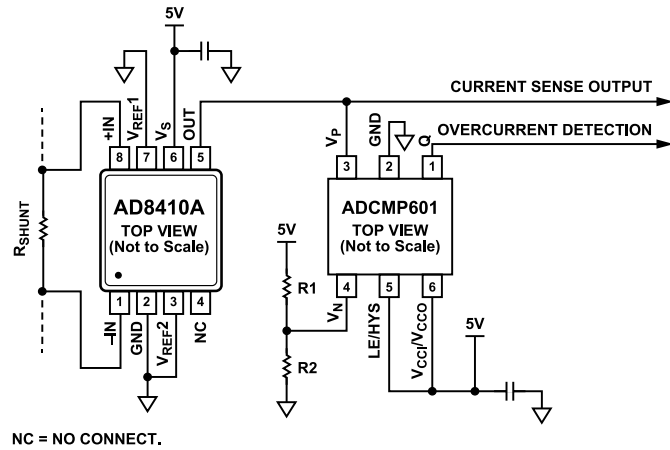 5V
+IN
VREF1
VS
OUT
8 7 6 5
AD8410A
TOP VIEW
(Not to Scale)
1 2 3 4
–IN
GND
VREF2
NC
RSHUNT
CURRENT SENSE OUTPUT
OVERCURRENT DETECTION
VP
GND
Q
3 2 1
ADCMP601
TOP VIEW
(Not to Scale)
4 5 6
VN
LE/HYS
VCCI/VCCO
5V
R1
R2
5V
NC = NO CONNECT.